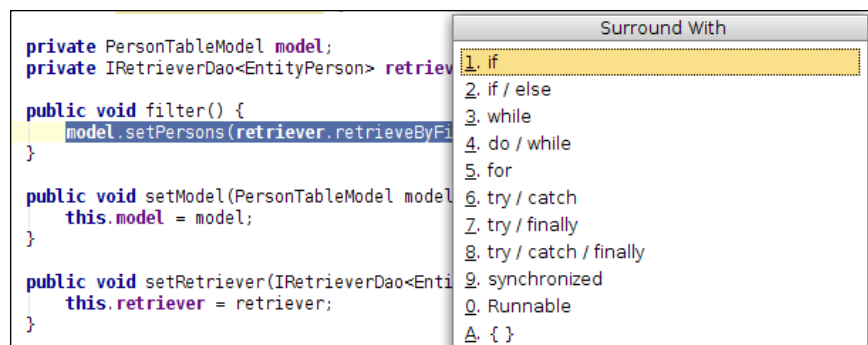 private PersonTableModel model;
private IRetrieverDao<EntityPerson> retriev
public void filter() {
model.setPersons(retriever.retrieveByFi
}
public void setModel(PersonTableModel model
this.model = model;
}
public void setRetriever(IRetrieverDao<Enti
this.retriever = retriever;
}
Surround With
1. if
2. if / else
3. while
4. do / while
5. for
6. try / catch
7. try / finally
8. try / catch / finally
9. synchronized
0. Runnable
A. { }